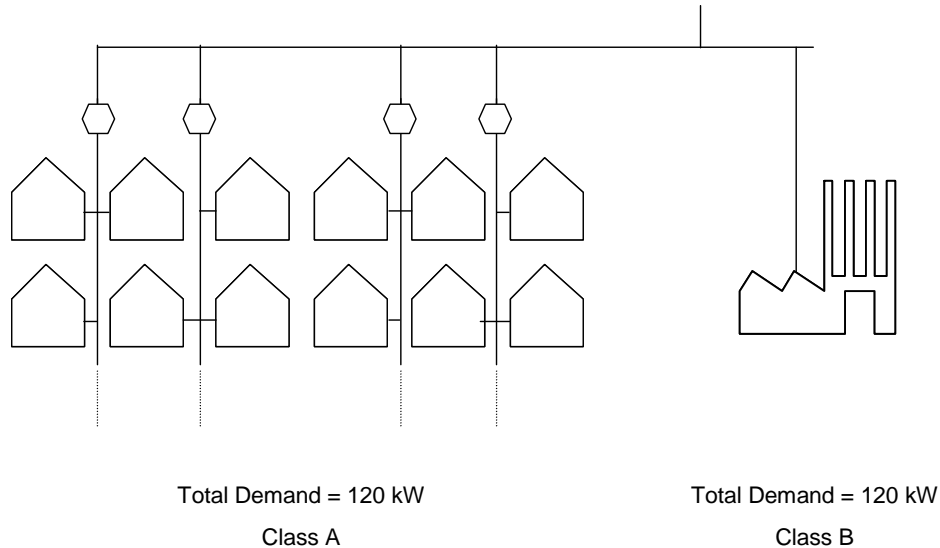 Total Demand = 120 kW
Total Demand = 120 kW
Class A
Class B